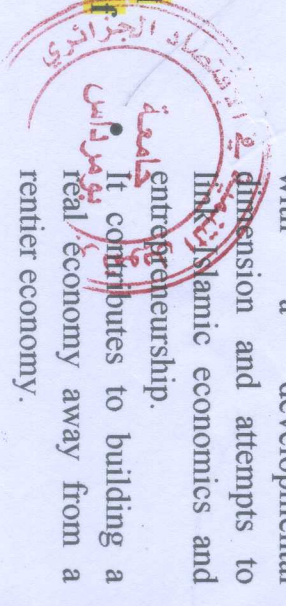 with a developmental
dimension and attempts to
link Islamic economics and
entrepreneurship.
• It contributes to building a
real economy away from a
rentier economy.
الاقتصاد الجزائري
جامعة
بومرداس